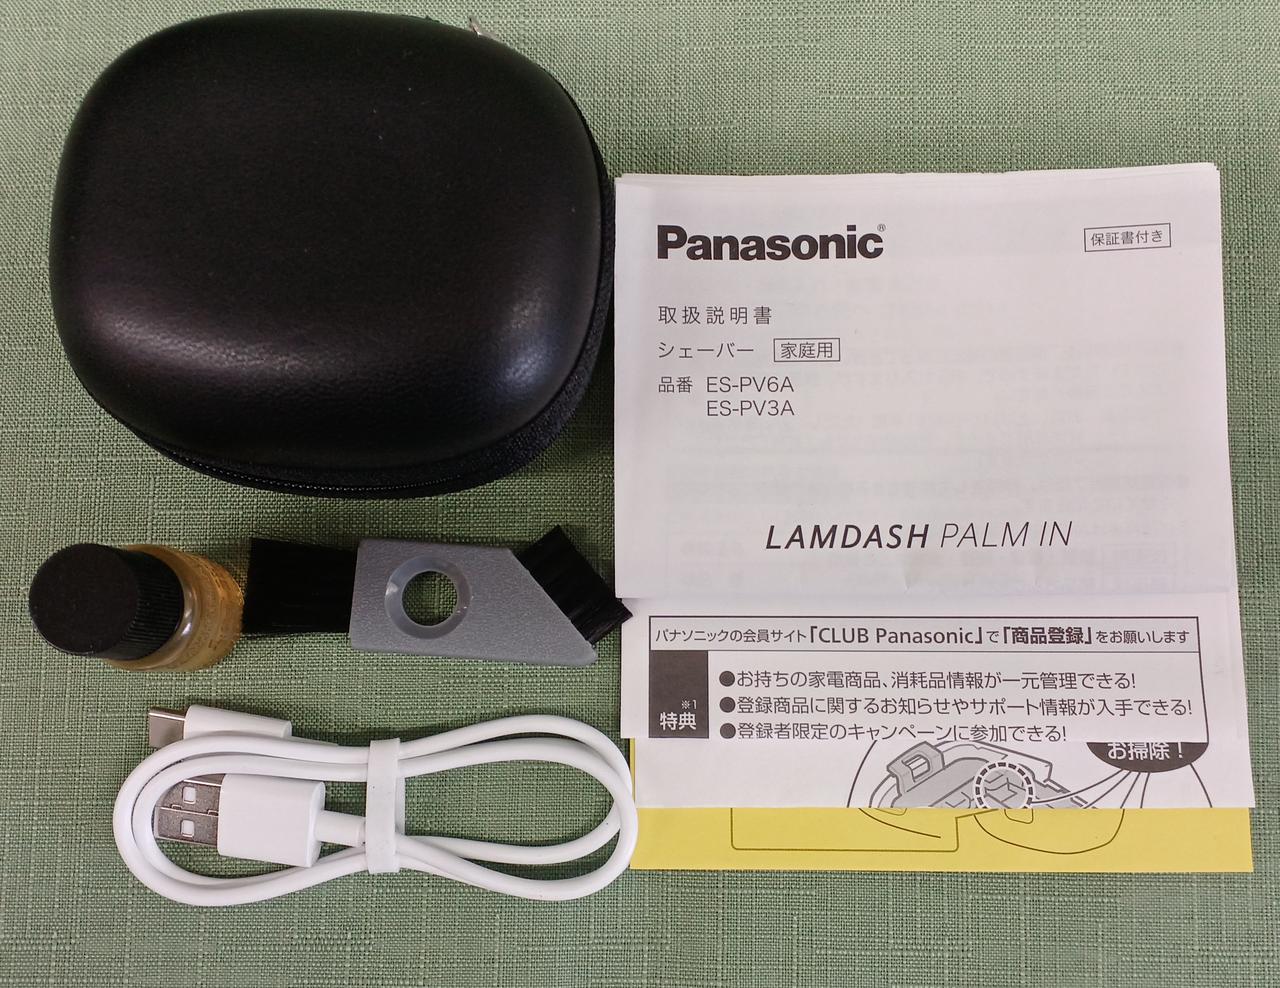 Panasonic®
保証書付き
取扱説明書
シェーバー 家庭用
品番 ES-PV6A
ES-PV3A
LAMDASH PALM IN
パナソニックの会員サイト「CLUB Panasonic」で「商品登録」をお願いします
※1
特典
●お持ちの家電商品、消耗品情報が一元管理できる!
●登録商品に関するお知らせやサポート情報が入手できる!
●登録者限定のキャンペーンに参加できる!
お掃除!